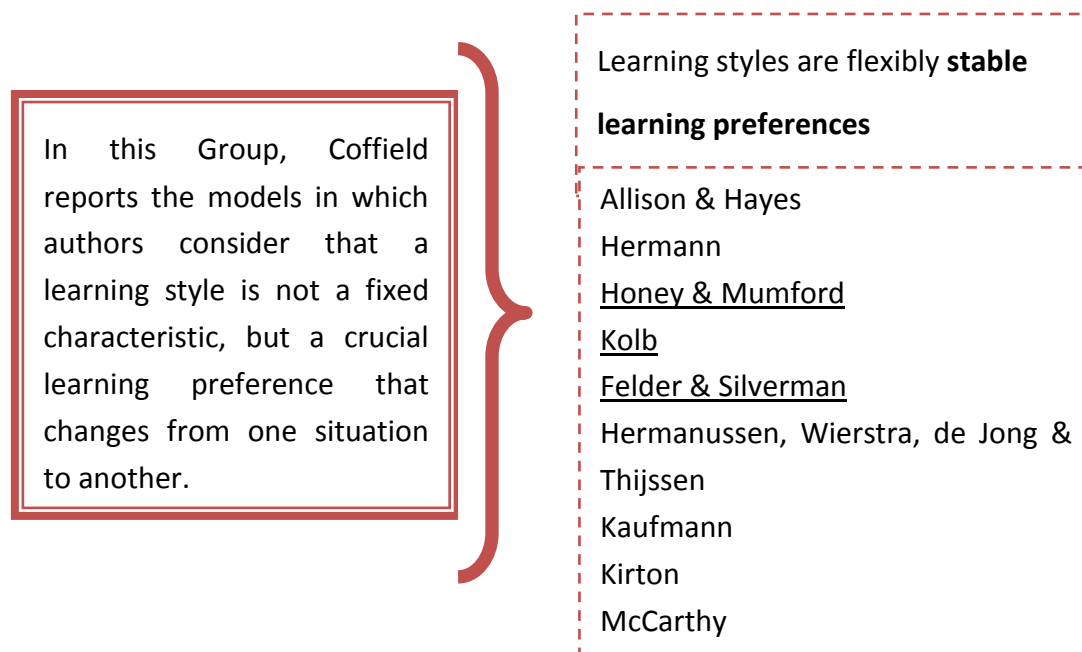 In this Group, Coffield
reports the models in which
authors consider that a
learning style is not a fixed
characteristic, but a crucial
learning preference that
changes from one situation
to another.
Learning styles are flexibly stable
learning preferences
Allison & Hayes
Hermann
Honey & Mumford
Kolb
Felder & Silverman
Hermanussen, Wierstra, de Jong &
Thijssen
Kaufmann
Kirton
McCarthy